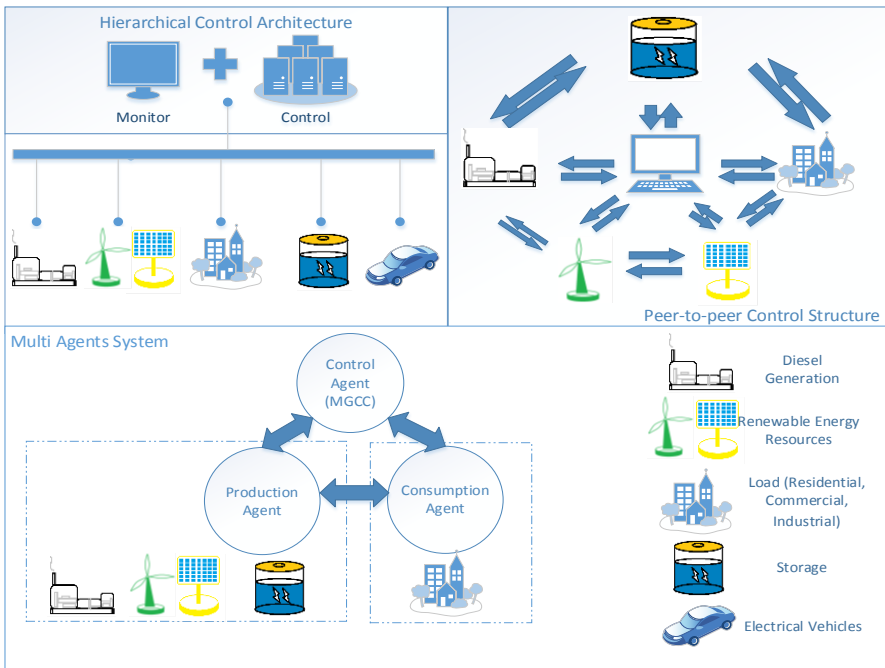 Hierarchical Control Architecture
Monitor
Control
Peer-to-peer Control Structure
Multi Agents System
Control
Agent
(MGCC)
Production
Agent
Consumption
Agent
Diesel
Generation
Renewable Energy
Resources
Load (Residential,
Commercial,
Industrial)
Storage
Electrical Vehicles